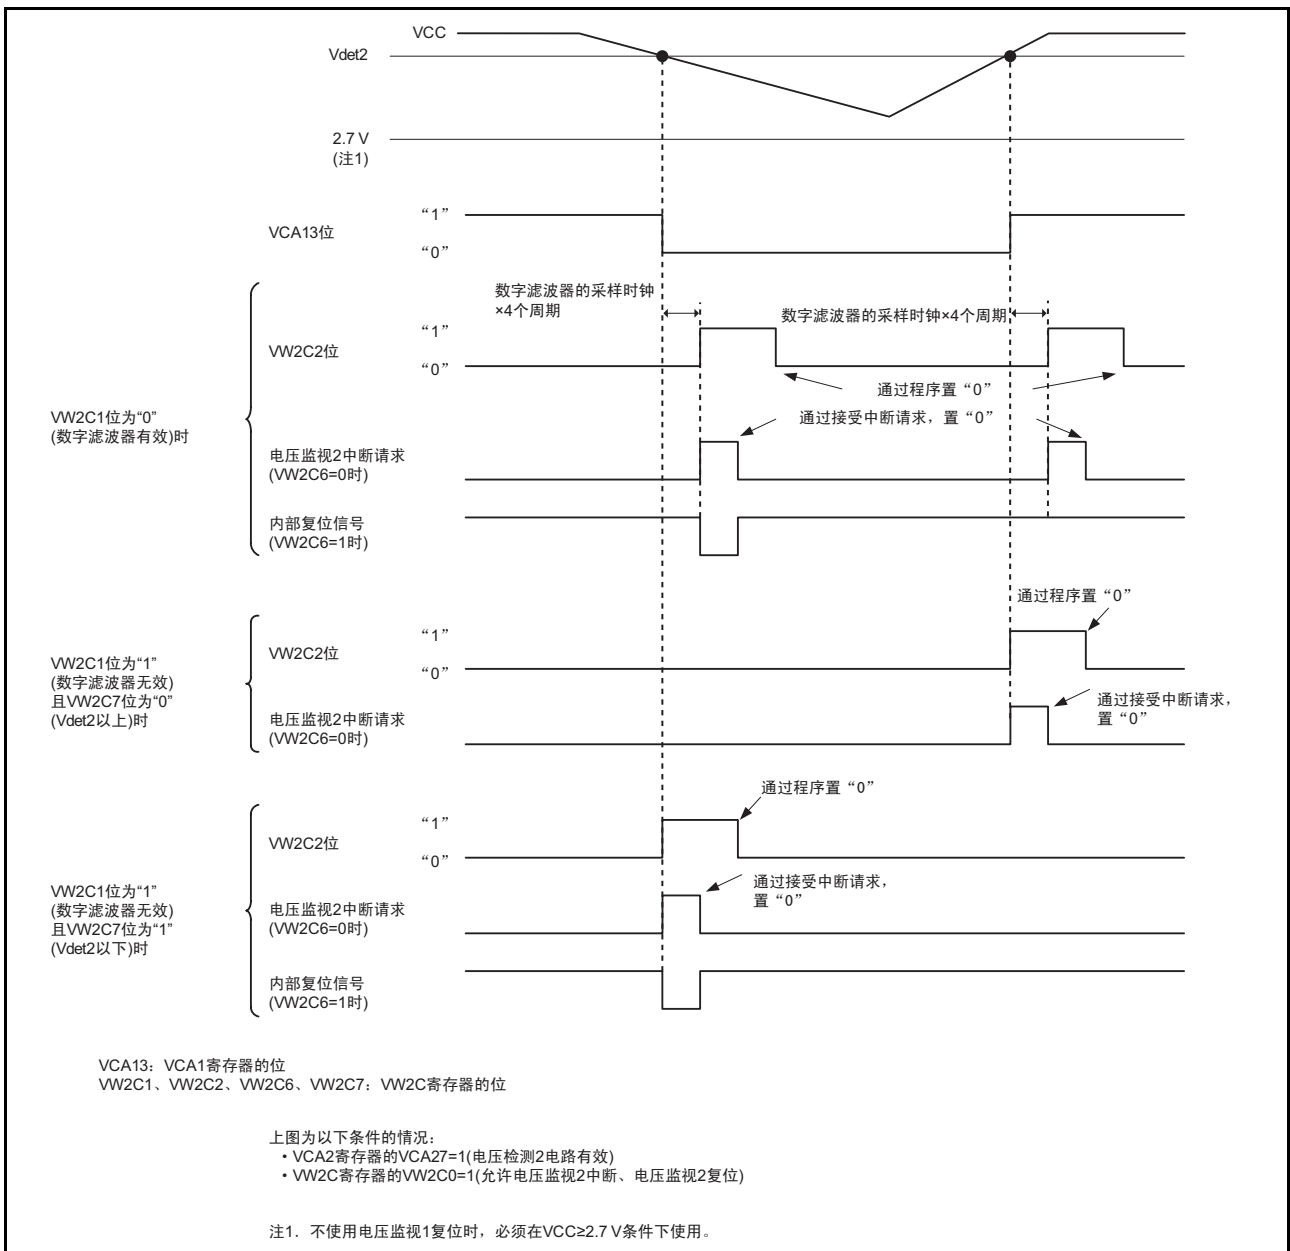 VCC
Vdet2
2.7 V
(注1)
VCA13位
“1”
“0”
数字滤波器的采样时钟
×4个周期
数字滤波器的采样时钟×4个周期
VW2C1位为“0”
(数字滤波器有效)时
VW2C2位
“1”
“0”
通过程序置“0”
通过接受中断请求，置“0”
电压监视2中断请求
(VW2C6=0时)
内部复位信号
(VW2C6=1时)
通过程序置“0”
VW2C1位为“1”
(数字滤波器无效)
且VW2C7位为“0”
(Vdet2以上)时
VW2C2位
“1”
“0”
通过接受中断请求，
置“0”
电压监视2中断请求
(VW2C6=0时)
通过程序置“0”
VW2C2位
“1”
“0”
通过接受中断请求，
置“0”
VW2C1位为“1”
(数字滤波器无效)
且VW2C7位为“1”
(Vdet2以下)时
电压监视2中断请求
(VW2C6=0时)
内部复位信号
(VW2C6=1时)
VCA13：VCA1寄存器的位
VW2C1、VW2C2、VW2C6、VW2C7：VW2C寄存器的位
上图为以下条件的情况：
• VCA2寄存器的VCA27=1(电压检测2电路有效)
• VW2C寄存器的VW2C0=1(允许电压监视2中断、电压监视2复位)
注1. 不使用电压监视1复位时，必须在VCC≥2.7 V条件下使用。